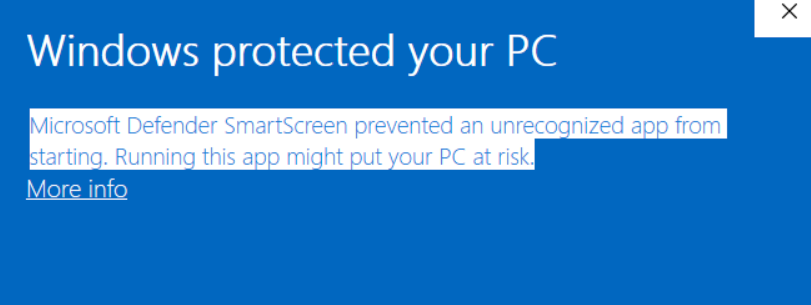 Windows protected your PC
Microsoft Defender SmartScreen prevented an unrecognized app from
starting. Running this app might put your PC at risk.
More info